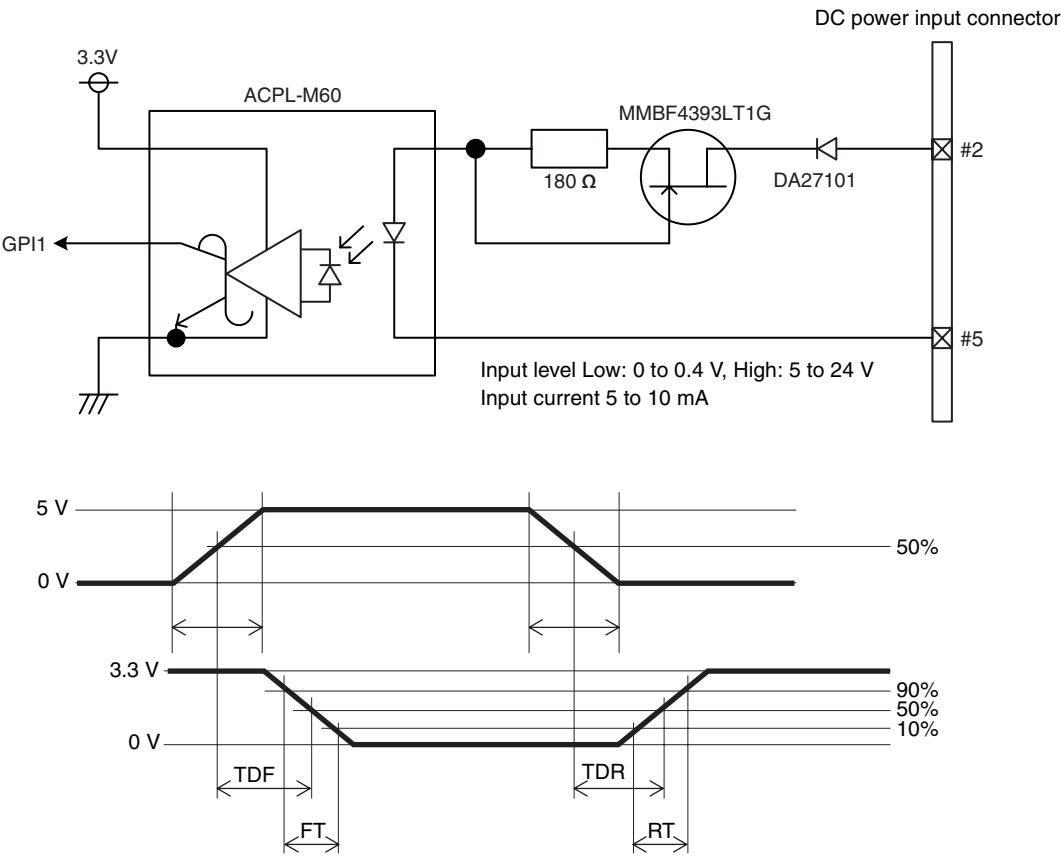 DC power input connector
3.3V
ACPL-M60
MMBF4393LT1G
#2
180 Ω
DA27101
GPI1
#5
Input level Low: 0 to 0.4 V, High: 5 to 24 V
Input current 5 to 10 mA
5 V
50%
0 V
3.3 V
90%
50%
10%
0 V
TDF
TDR
FT
RT